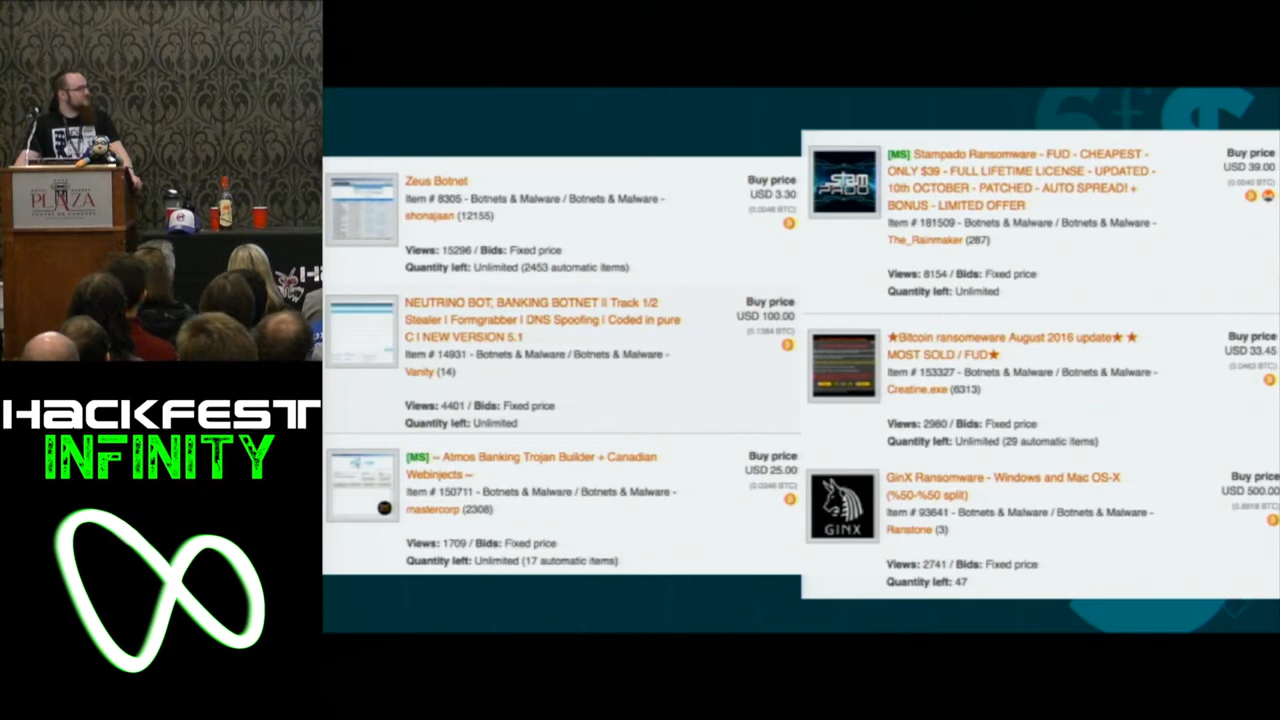 PLAZA
HACKFEST
INFINITY
Zeus Botnet
Item # 8305 - Botnets & Malware / Botnets & Malware -
shonajaan (12155)
Views: 15296 / Bids: Fixed price
Quantity left: Unlimited (2453 automatic items)
Buy price
USD 3.30
NEUTRINO BOT, BANKING BOTNET || Track 1/2
Stealer | Formgrabber | DNS Spoofing | Coded in pure
C | NEW VERSION 5.1
Item # 14931 - Botnets & Malware / Botnets & Malware -
Vanity (14)
Views: 4401 / Bids: Fixed price
Quantity left: Unlimited
Buy price
USD 100.00
[MS] ~ Atmos Banking Trojan Builder + Canadian
Webinjects ~
Item # 150711 - Botnets & Malware / Botnets & Malware -
mastercorp (2308)
Views: 1709 / Bids: Fixed price
Quantity left: Unlimited (17 automatic items)
Buy price
USD 25.00
[MS] Stampado Ransomware - FUD - CHEAPEST -
ONLY $39 - FULL LIFETIME LICENSE - UPDATED -
10th OCTOBER - PATCHED - AUTO SPREAD! +
BONUS - LIMITED OFFER
Item # 181509 - Botnets & Malware / Botnets & Malware -
The_Rainmaker (287)
Views: 8154 / Bids: Fixed price
Quantity left: Unlimited
Buy price
USD 39.00
★Bitcoin ransomeware August 2016 update★ ★
MOST SOLD / FUD★
Item # 153327 - Botnets & Malware / Botnets & Malware -
Creatine.exe (6313)
Views: 2980 / Bids: Fixed price
Quantity left: Unlimited (29 automatic items)
Buy price
USD 33.45
GINX
GinX Ransomware - Windows and Mac OS-X
(%50-%50 split)
Item # 93641 - Botnets & Malware / Botnets & Malware -
Ranstone (3)
Views: 2741 / Bids: Fixed price
Quantity left: 47
Buy price
USD 500.00